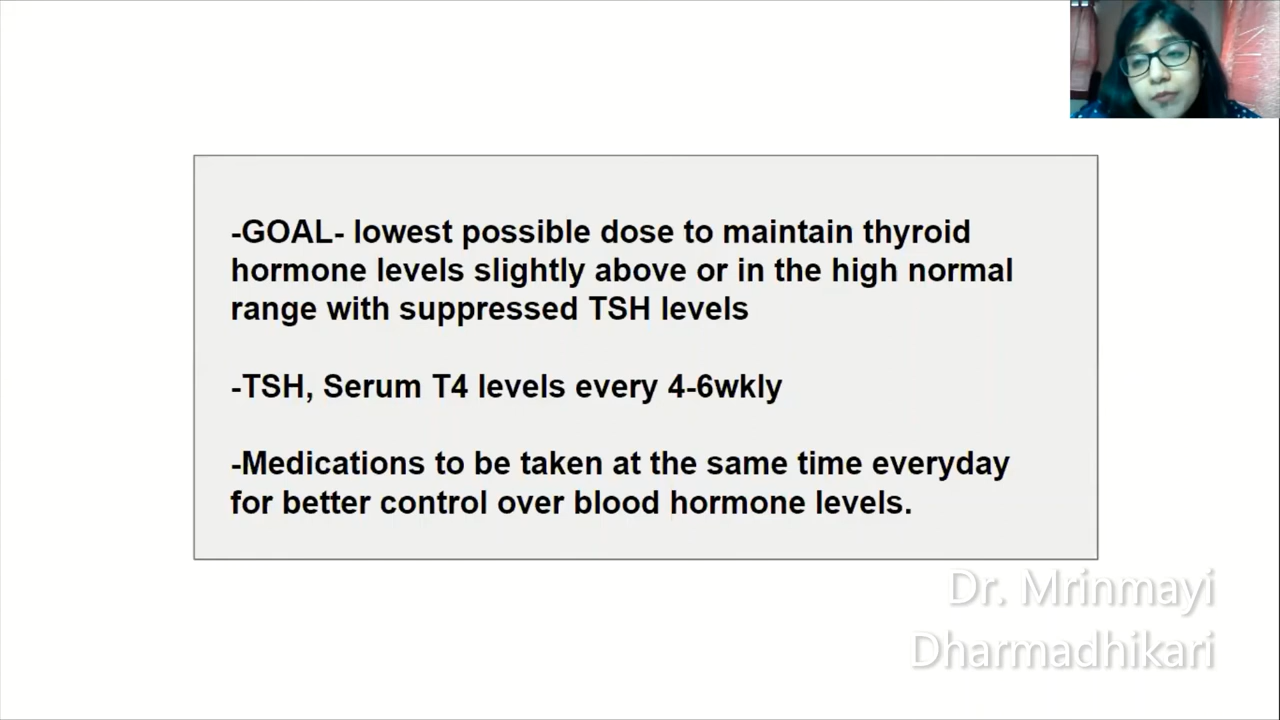 -GOAL- lowest possible dose to maintain thyroid
hormone levels slightly above or in the high normal
range with suppressed TSH levels
-TSH, Serum T4 levels every 4-6wkly
-Medications to be taken at the same time everyday
for better control over blood hormone levels.
Dr. Mrinmayi
Dharmadhikari